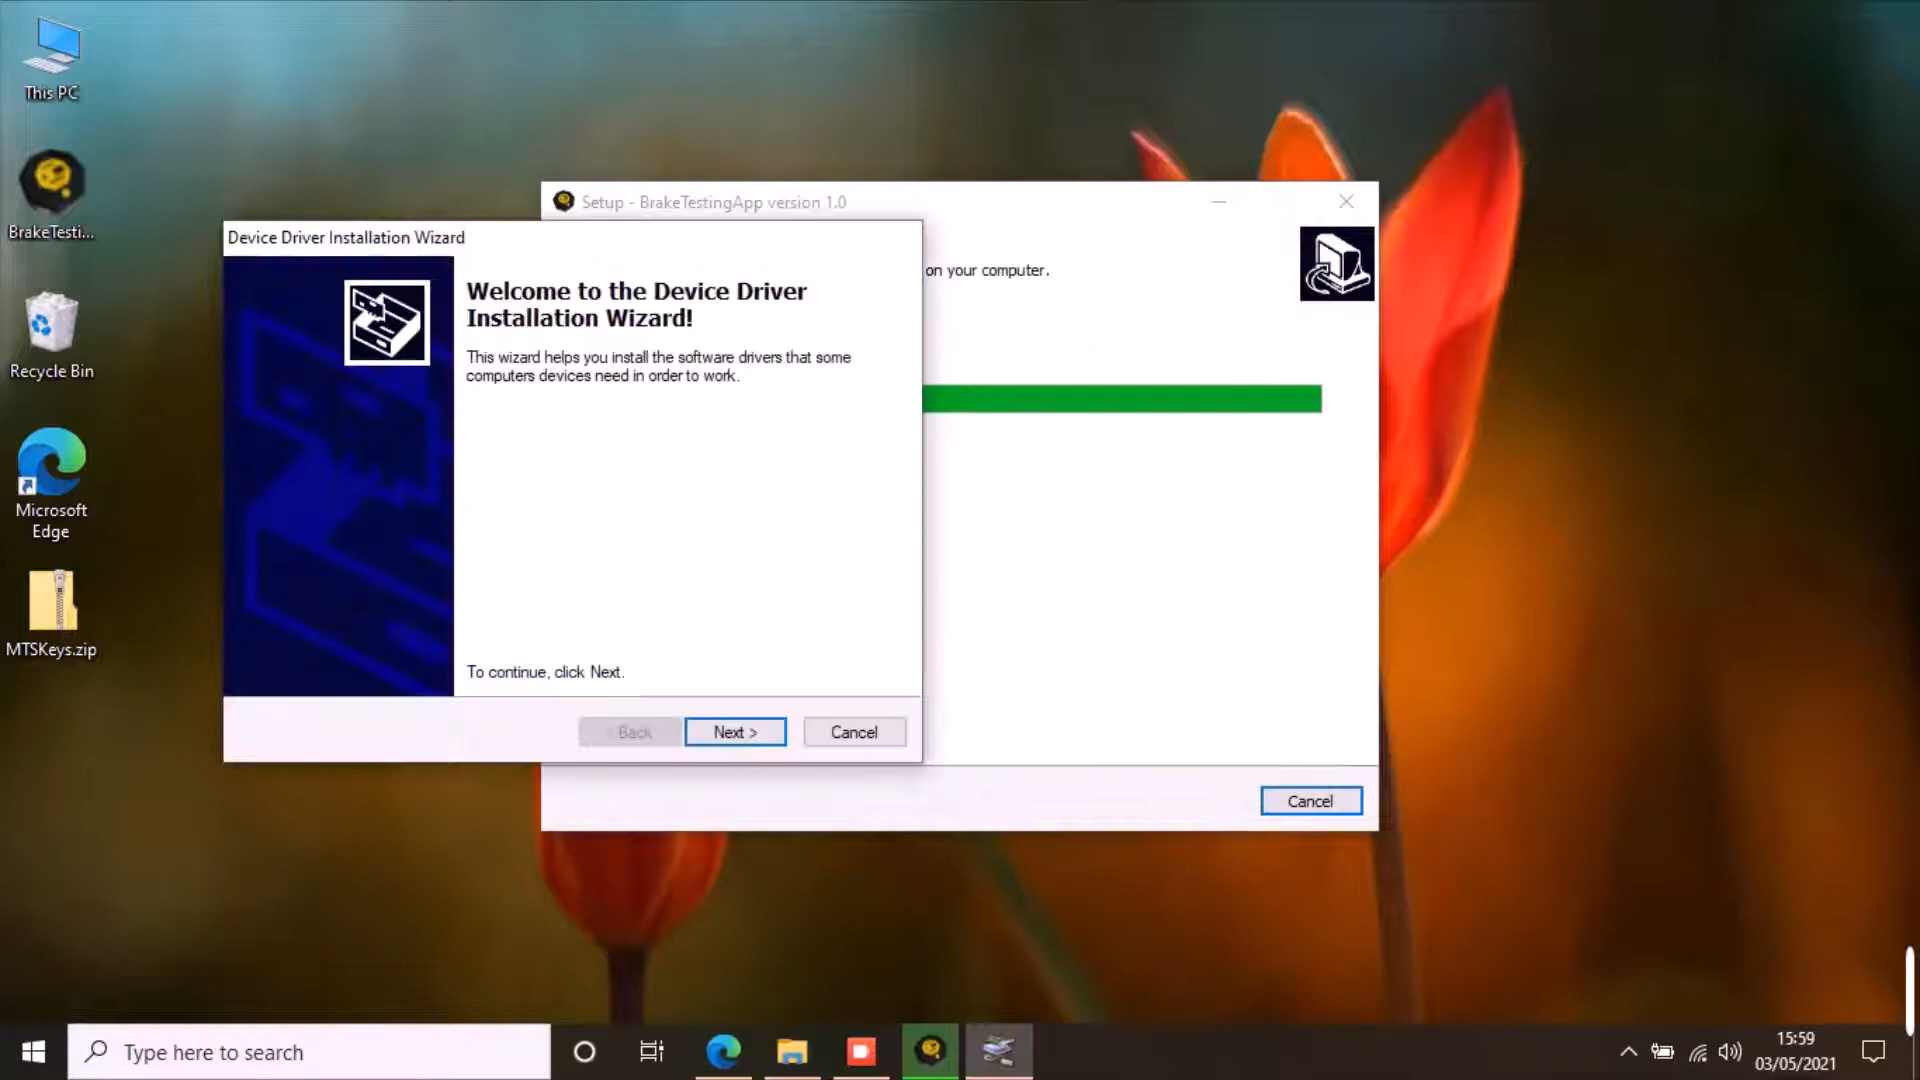 This PC
BrakeTesti...
Recycle Bin
Microsoft
Edge
MTSKeys.zip
Setup - BrakeTestingApp version 1.0
on your computer.
Cancel
Device Driver Installation Wizard
Welcome to the Device Driver
Installation Wizard!
This wizard helps you install the software drivers that some
computers devices need in order to work.
To continue, click Next.
< Back
Next >
Cancel
Type here to search
15:59
03/05/2021